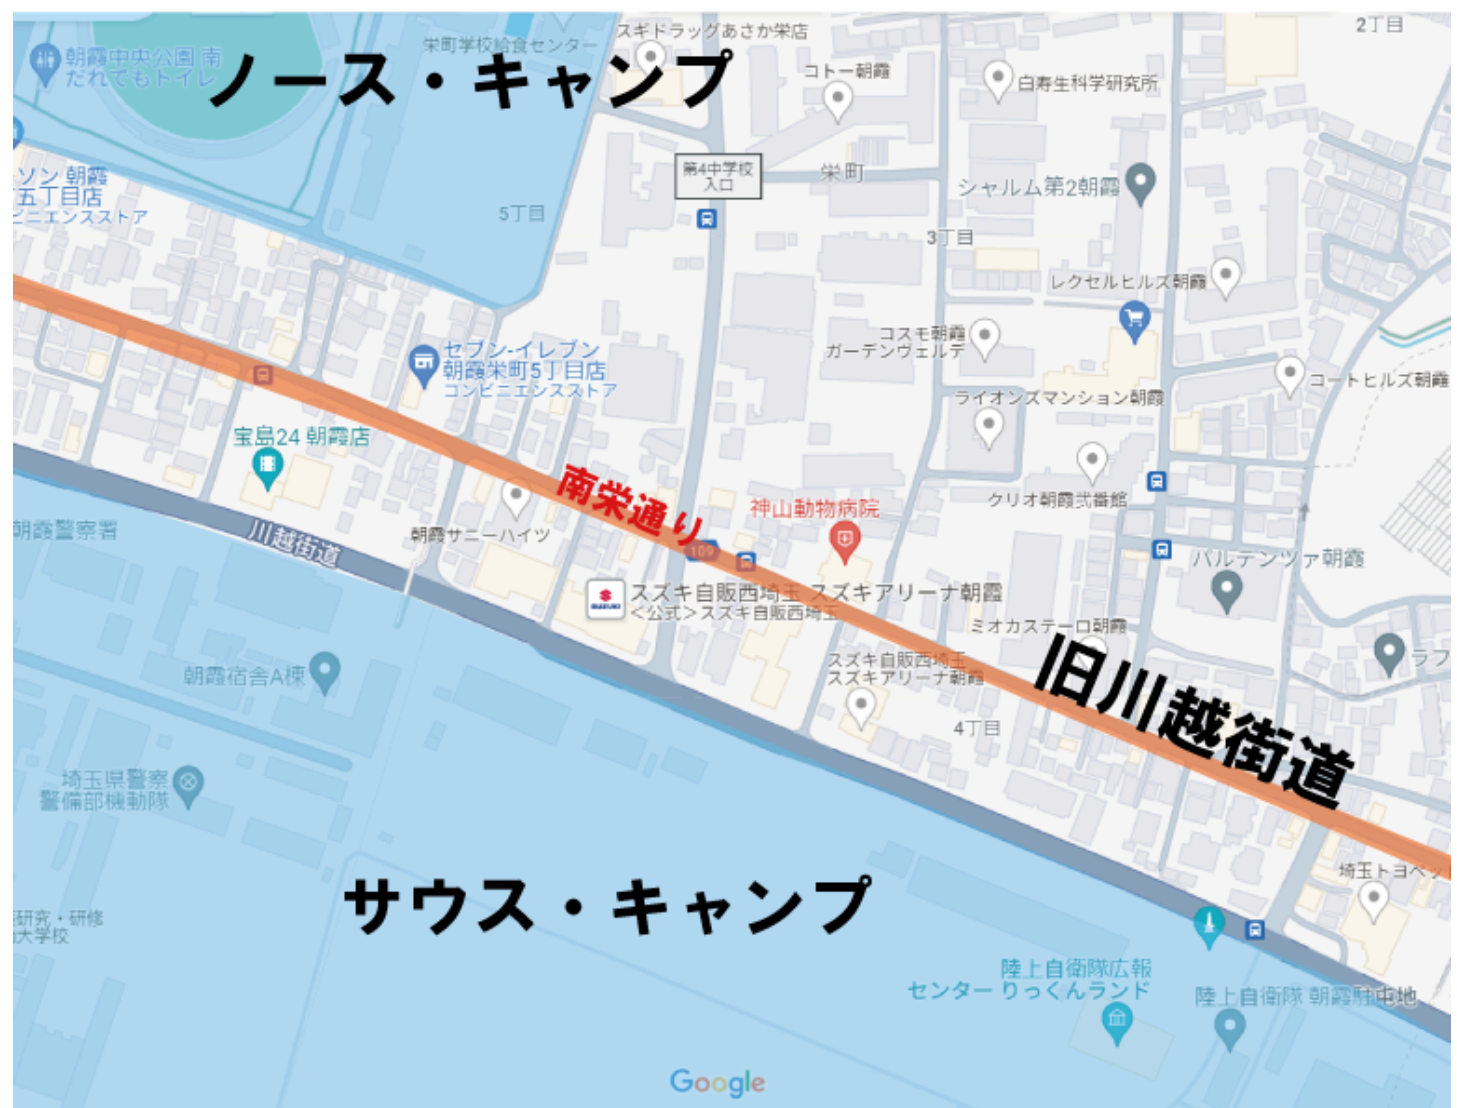 スギドラッグあさか栄店
2丁目
栄町学校給食センター
朝霞中央公園 南
だれでもトイレ
ノース・キャンプ
コトー朝霞
白寿生科学研究所
第4中学校
入口
栄町
シャルム第2朝霞
ソン 朝霞
五丁目店
ビニエンスストア
5丁目
3丁目
レクセルヒルズ朝霞
コスモ朝霞
ガーデンヴェルデ
セブン-イレブン
朝霞栄町5丁目店
コンビニエンスストア
コートヒルズ朝霞
ライオンズマンション朝霞
宝島24 朝霞店
南栄通り
神山動物病院
クリオ朝霞弐番館
朝霞警察署
川越街道
朝霞サニーハイツ
109
バルテンツァ朝霞
スズキ自販西埼玉 スズキアリーナ朝霞
<公式>スズキ自販西埼玉
SUZUKI
ミオカステーロ朝霞
旧川越街道
スズキ自販西埼玉
スズキアリーナ朝霞
ラフ
朝霞宿舎A棟
4丁目
埼玉県警察
警備部機動隊
埼玉トヨペッ
サウス・キャンプ
研究・研修
大学校
陸上自衛隊広報
センター りっくんランド
陸上自衛隊 朝霞駐屯地
Google